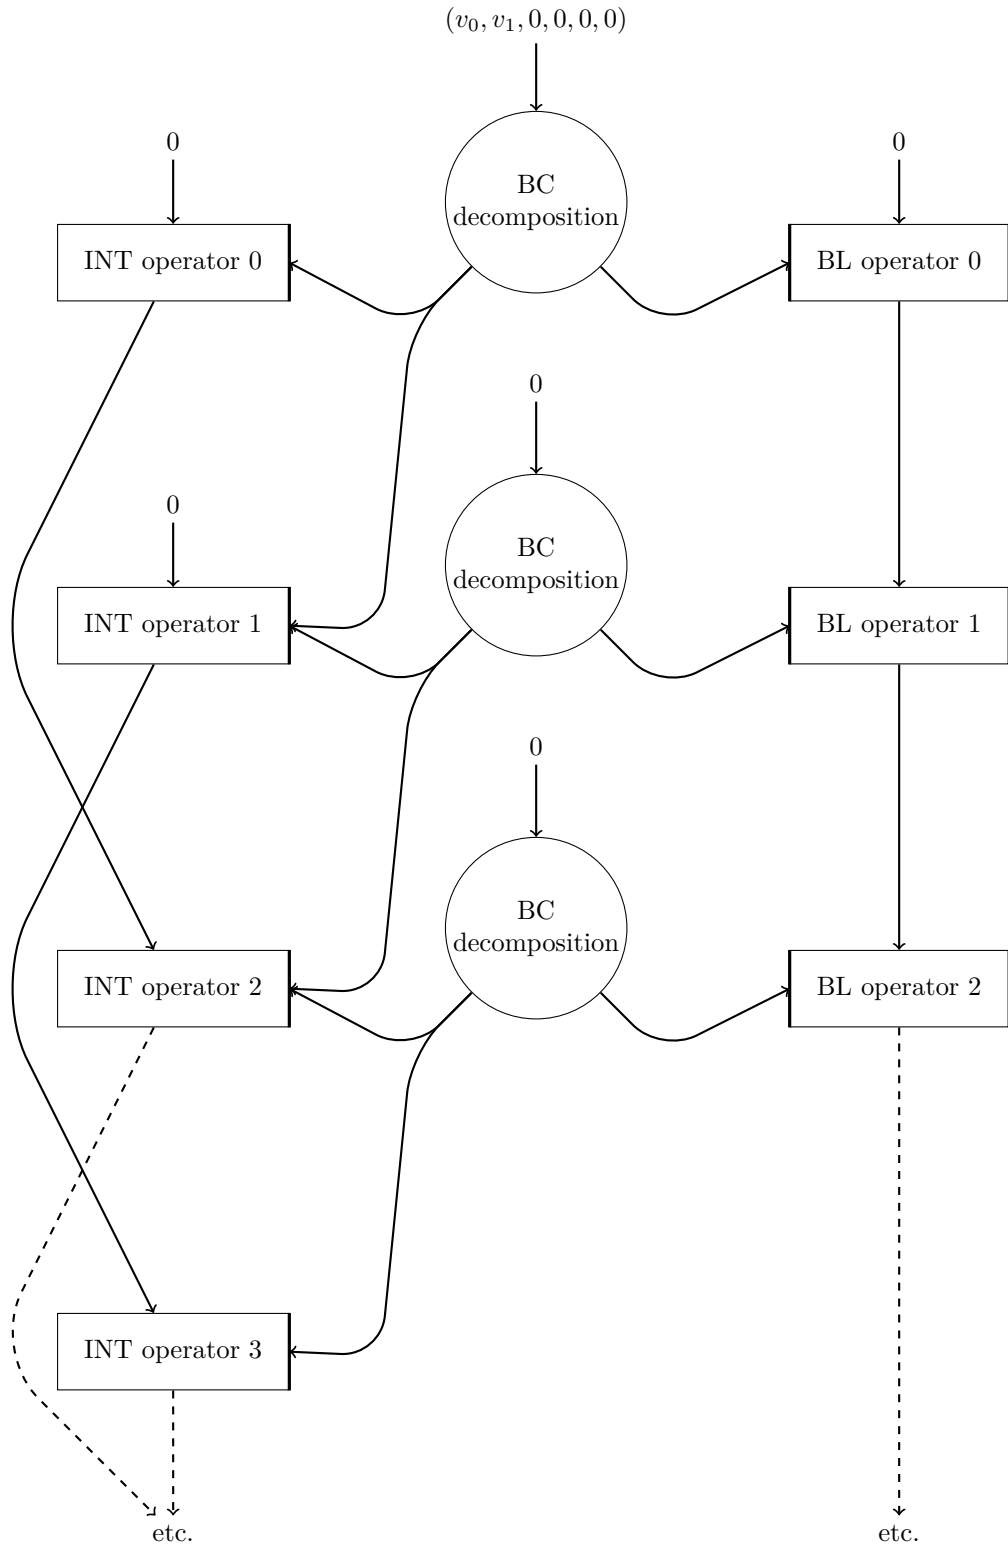 (v₀, v₁, 0, 0, 0, 0)
0
0
BC
decomposition
INT operator 0
BL operator 0
0
0
BC
decomposition
INT operator 1
BL operator 1
0
BC
decomposition
INT operator 2
BL operator 2
INT operator 3
etc.
etc.